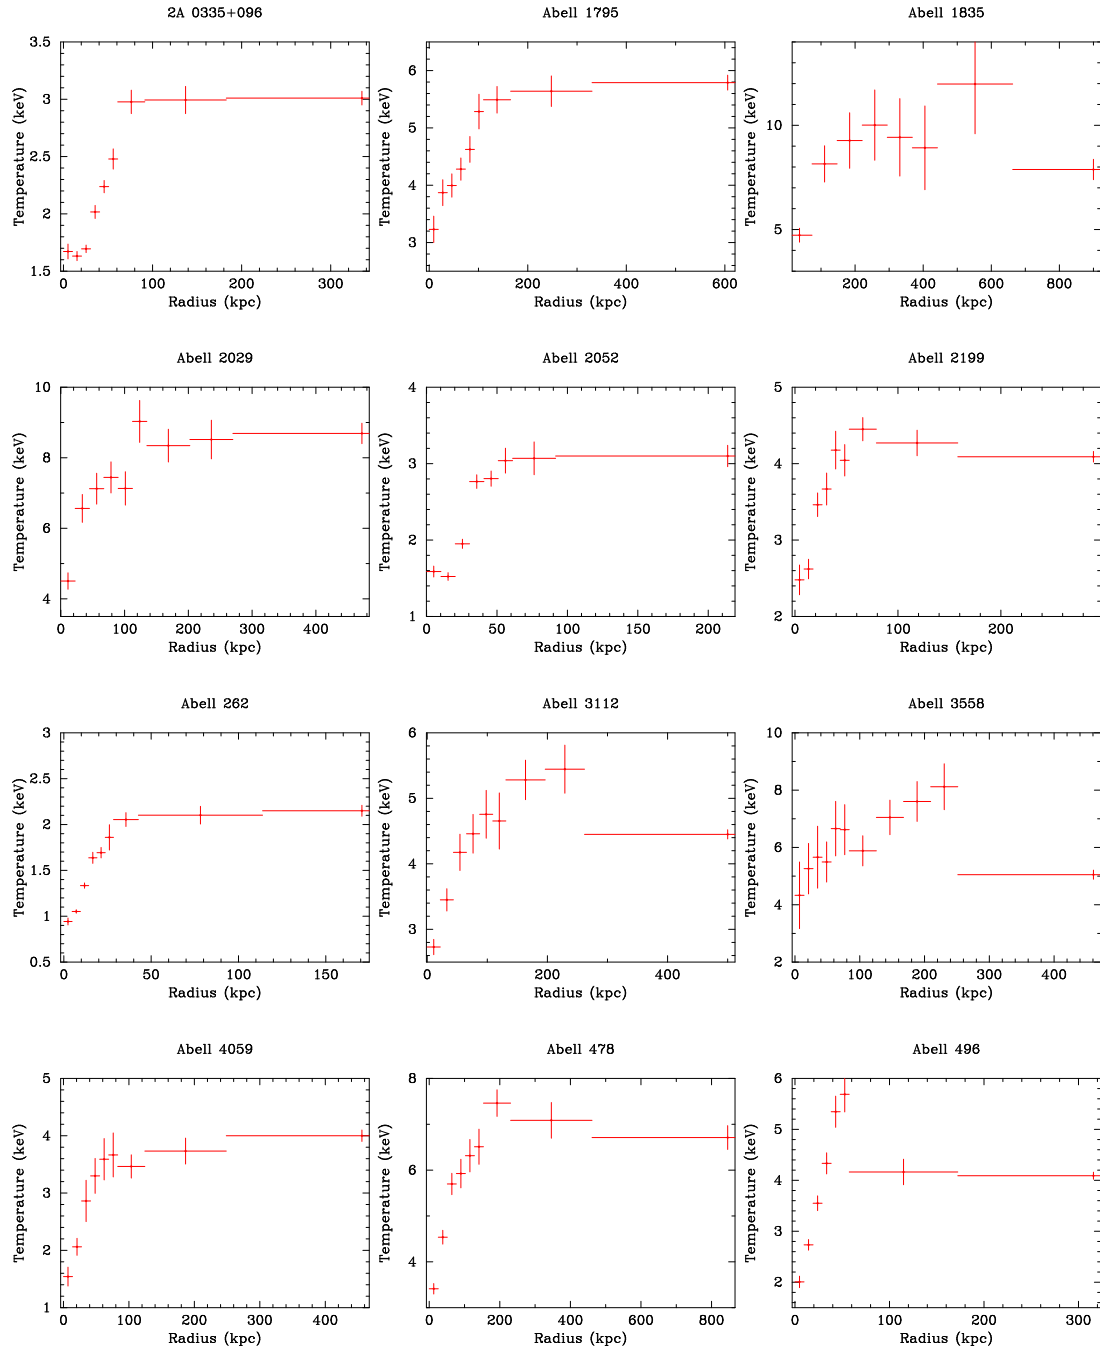 2A 0335+096
Abell 1795
Abell 1835
Temperature (keV)
3.5
3
2.5
2
1.5
0
100
200
300
Radius (kpc)
Temperature (keV)
6
5
4
3
0
200
400
600
Radius (kpc)
Temperature (keV)
10
5
200
400
600
800
Radius (kpc)
Abell 2029
Abell 2052
Abell 2199
Temperature (keV)
10
8
6
4
0
100
200
300
400
Radius (kpc)
Temperature (keV)
4
3
2
1
0
50
100
150
200
Radius (kpc)
Temperature (keV)
5
4
3
2
0
100
200
Radius (kpc)
Abell 262
Abell 3112
Abell 3558
Temperature (keV)
3
2.5
2
1.5
1
0.5
0
50
100
150
Radius (kpc)
Temperature (keV)
6
5
4
3
0
200
400
Radius (kpc)
Temperature (keV)
10
8
6
4
2
0
100
200
300
400
Radius (kpc)
Abell 4059
Abell 478
Abell 496
Temperature (keV)
5
4
3
2
1
0
100
200
300
400
Radius (kpc)
Temperature (keV)
8
6
4
0
200
400
600
800
Radius (kpc)
Temperature (keV)
6
5
4
3
2
0
100
200
300
Radius (kpc)